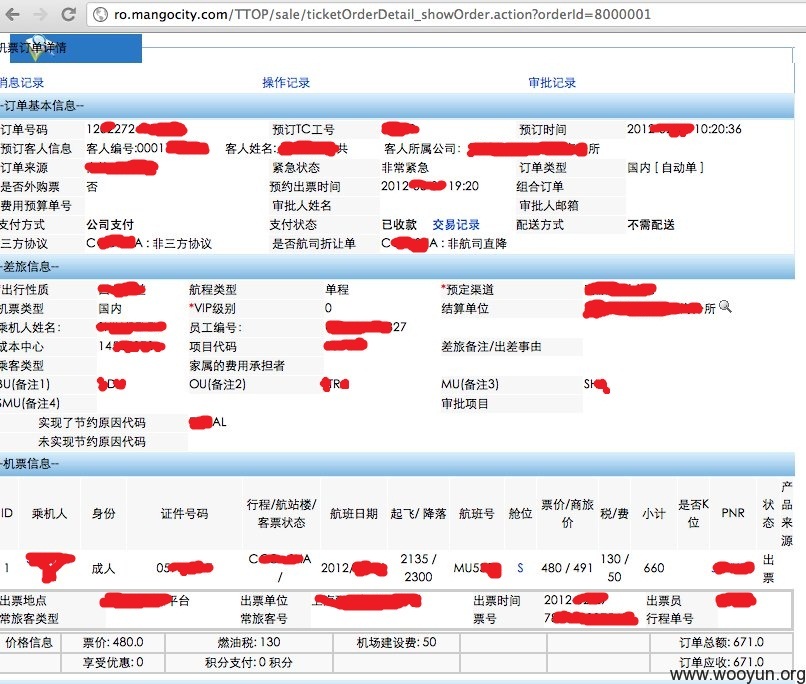 ro.mangocity.com/TTOP/sale/ticketOrderDetail_showOrder.action?orderId=8000001
机票订单详情
消息记录 操作记录 审批记录
--订单基本信息--
订单号码 12 2272 预订TC工号 预订时间 2012 10:20:36
预订客人信息 客人编号:0001 客人姓名: 共 客人所属公司: 所
订单来源 紧急状态 非常紧急 订单类型 国内 [ 自动单 ]
是否外购票 否 预约出票时间 2012 19:20 组合订单
费用预算单号 审批人姓名 审批人邮箱
支付方式 公司支付 支付状态 已收款 交易记录 配送方式 不需配送
三方协议 C A : 非三方协议 是否航司折让单 C A : 非航司直降
--差旅信息--
*出行性质 航程类型 单程 *预定渠道
机票类型 国内 *VIP级别 0 结算单位 所
乘机人姓名: 员工编号: 27
成本中心 14 项目代码 差旅备注/出差事由
乘客类型 家属的费用承担者
BU(备注1) D OU(备注2) TR MU(备注3) SH
SMU(备注4) 审批项目
实现了节约原因代码 AL
未实现节约原因代码
--机票信息--
ID 乘机人 身份 证件号码 行程/航站楼/客票状态 航班日期 起飞/ 降落 航班号 舱位 票价/商旅价 税/费 小计 是否K位 PNR 状态 产品来源
1 成人 05 C A / 2012/ 2135 / 2300 MU5 S 480 / 491 130 / 50 660 出票
出票地点 平台 出票单位 出票时间 2012 出票员
常旅客类型 常旅客号 票号 7 行程单号
价格信息 票价: 480.0 燃油税: 130 机场建设费: 50 订单总额: 671.0
享受优惠: 0 积分支付: 0 积分 订单应收: 671.0
www.wooyun.org